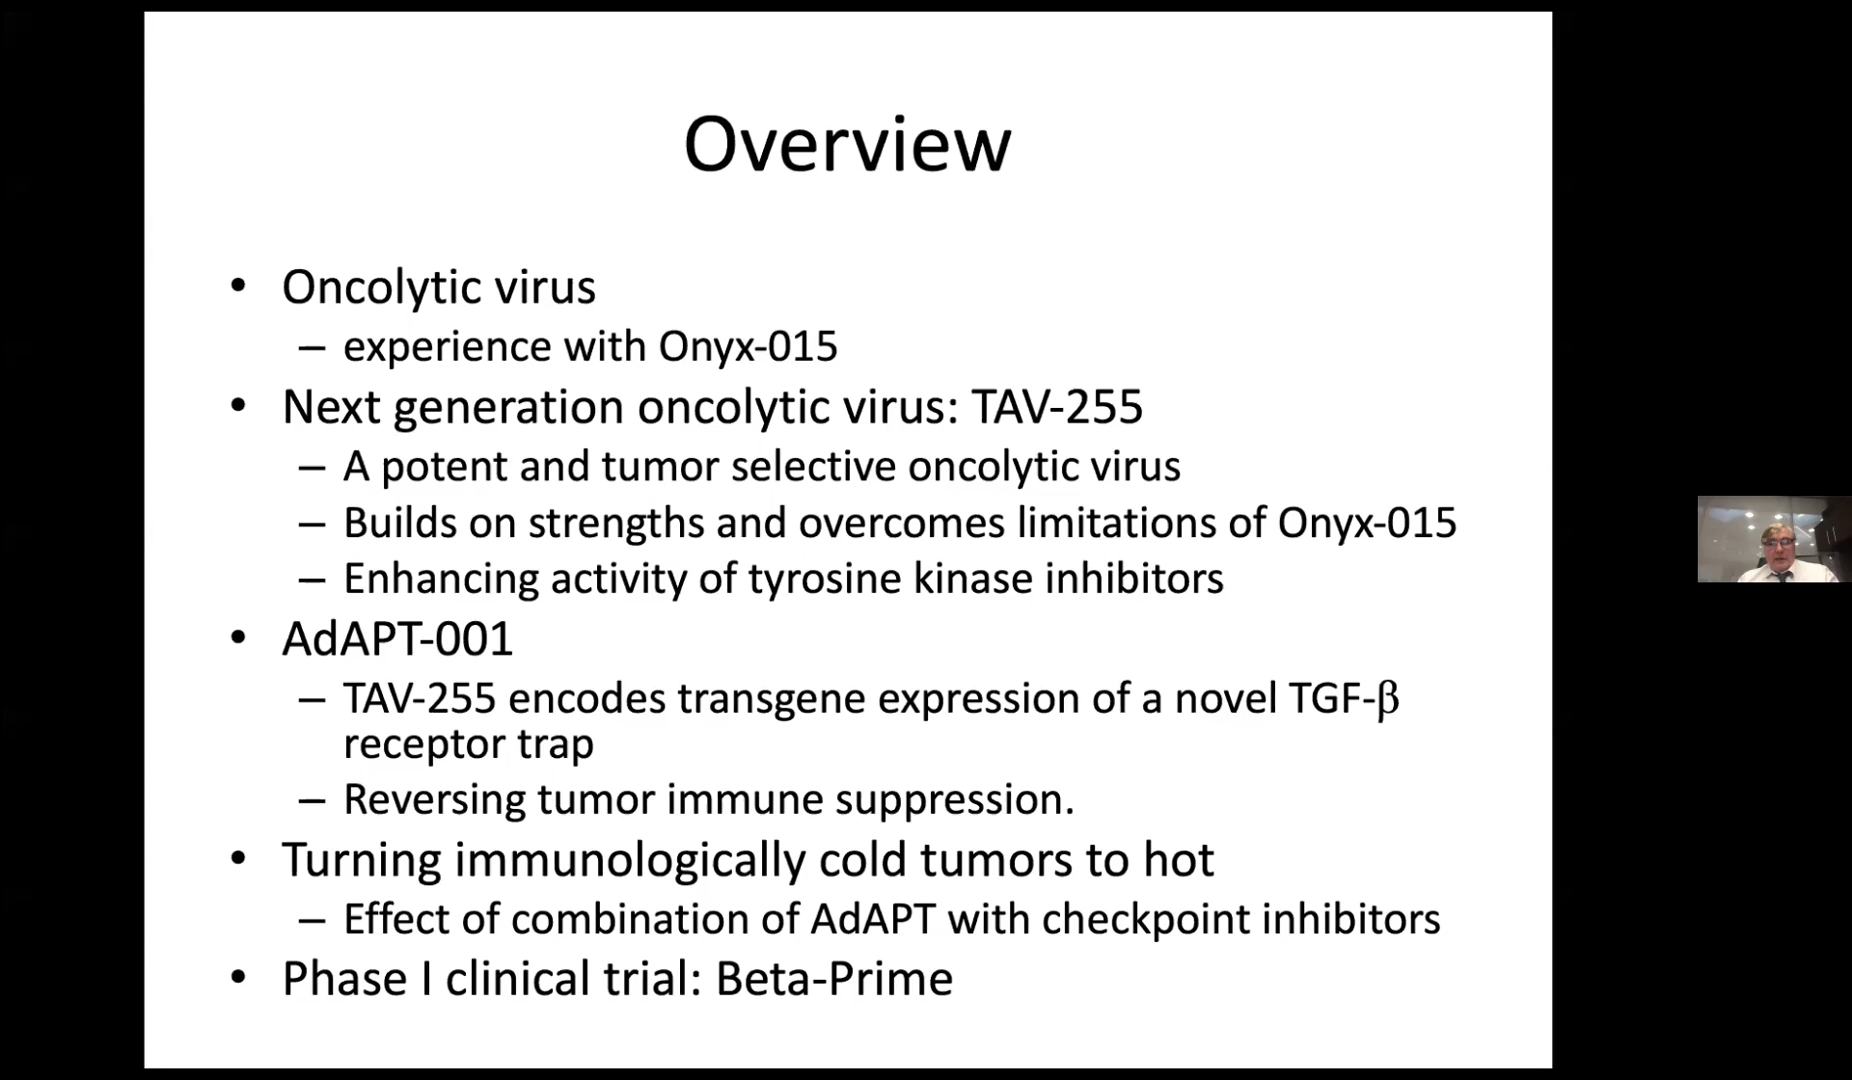 Overview
• Oncolytic virus
– experience with Onyx-015
• Next generation oncolytic virus: TAV-255
– A potent and tumor selective oncolytic virus
– Builds on strengths and overcomes limitations of Onyx-015
– Enhancing activity of tyrosine kinase inhibitors
• AdAPT-001
– TAV-255 encodes transgene expression of a novel TGF-β
receptor trap
– Reversing tumor immune suppression.
• Turning immunologically cold tumors to hot
– Effect of combination of AdAPT with checkpoint inhibitors
• Phase I clinical trial: Beta-Prime